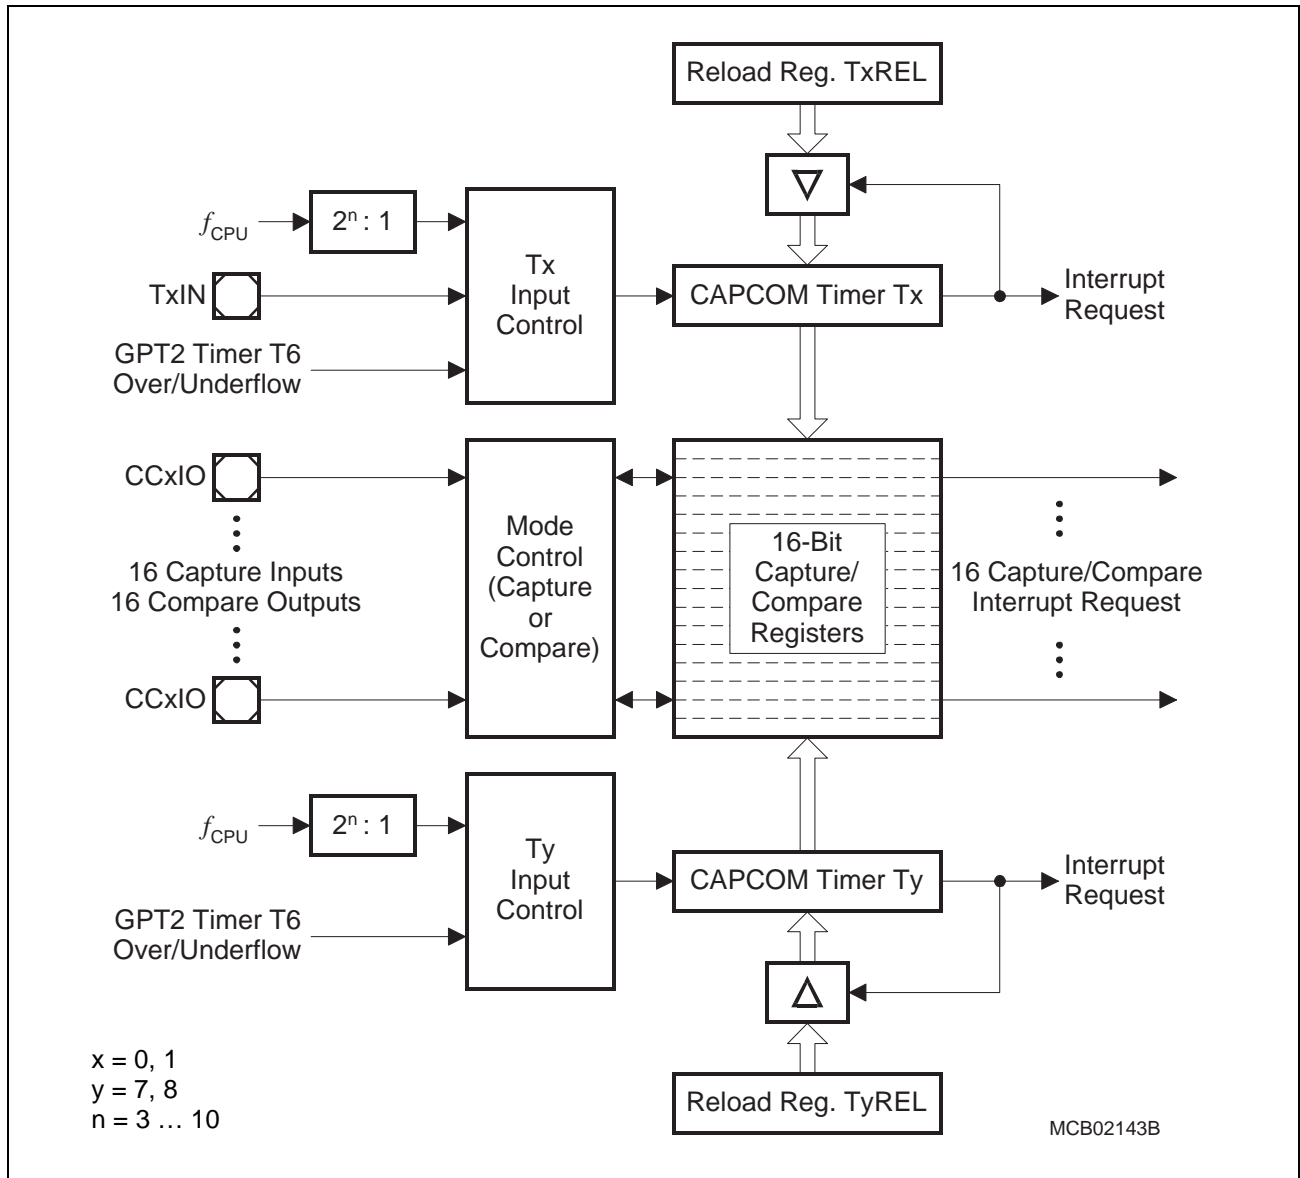 Reload Reg. TxREL
fCPU
2ⁿ : 1
Tx
Input
Control
TxIN
CAPCOM Timer Tx
Interrupt
Request
GPT2 Timer T6
Over/Underflow
CCxIO
Mode
Control
(Capture
or
Compare)
16-Bit
Capture/
Compare
Registers
16 Capture Inputs
16 Compare Outputs
16 Capture/Compare
Interrupt Request
CCxIO
fCPU
2ⁿ : 1
Ty
Input
Control
CAPCOM Timer Ty
Interrupt
Request
GPT2 Timer T6
Over/Underflow
x = 0, 1
y = 7, 8
n = 3 … 10
Reload Reg. TyREL
MCB02143B